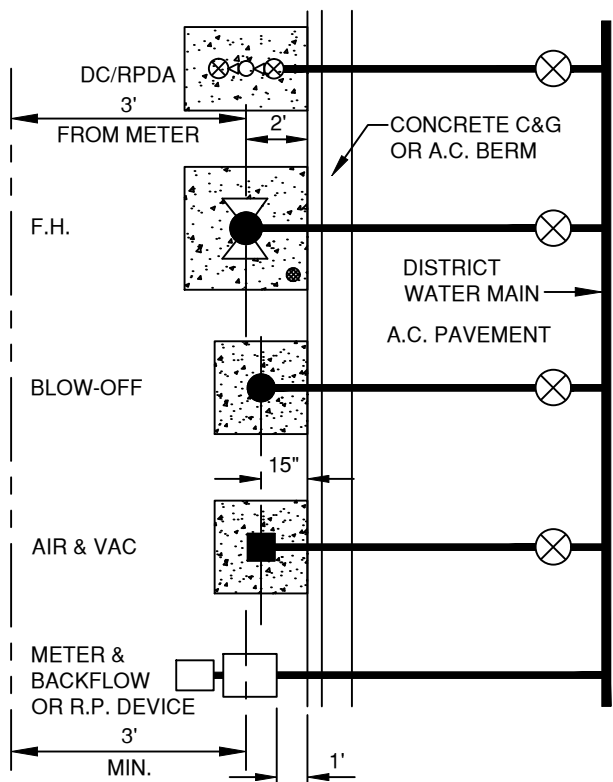 DC/RPDA
3'
FROM METER
2'
CONCRETE C&G
OR A.C. BERM
F.H.
DISTRICT
WATER MAIN
A.C. PAVEMENT
BLOW-OFF
15"
AIR & VAC
METER &
BACKFLOW
OR R.P. DEVICE
3'
MIN.
1'